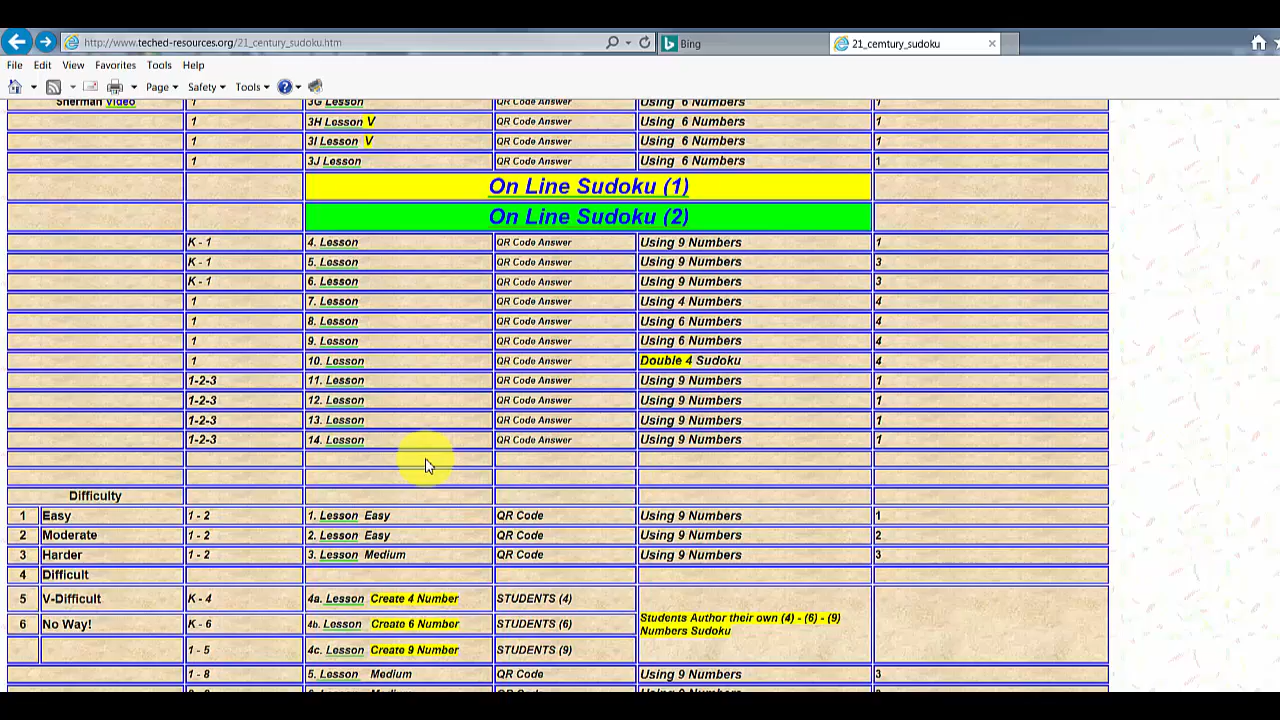 http://www.teched-resources.org/21_century_sudoku.htm Bing 21_cemtury_sudoku
File Edit View Favorites Tools Help
Page Safety Tools
Sherman Video 1 3G Lesson QR Code Answer Using 6 Numbers 1
1 3H Lesson V QR Code Answer Using 6 Numbers 1
1 3I Lesson V QR Code Answer Using 6 Numbers 1
1 3J Lesson QR Code Answer Using 6 Numbers 1
On Line Sudoku (1)
On Line Sudoku (2)
K - 1 4. Lesson QR Code Answer Using 9 Numbers 1
K - 1 5. Lesson QR Code Answer Using 9 Numbers 3
K - 1 6. Lesson QR Code Answer Using 9 Numbers 3
1 7. Lesson QR Code Answer Using 4 Numbers 4
1 8. Lesson QR Code Answer Using 6 Numbers 4
1 9. Lesson QR Code Answer Using 6 Numbers 4
1 10. Lesson QR Code Answer Double 4 Sudoku 4
1-2-3 11. Lesson QR Code Answer Using 9 Numbers 1
1-2-3 12. Lesson QR Code Answer Using 9 Numbers 1
1-2-3 13. Lesson QR Code Answer Using 9 Numbers 1
1-2-3 14. Lesson QR Code Answer Using 9 Numbers 1
Difficulty
1 Easy 1 - 2 1. Lesson Easy QR Code Using 9 Numbers 1
2 Moderate 1 - 2 2. Lesson Easy QR Code Using 9 Numbers 2
3 Harder 1 - 2 3. Lesson Medium QR Code Using 9 Numbers 3
4 Difficult
5 V-Difficult K - 4 4a. Lesson Create 4 Number STUDENTS (4)
Students Author their own (4) - (6) - (9)
6 No Way! K - 6 4b. Lesson Create 6 Number STUDENTS (6)
Numbers Sudoku
1 - 5 4c. Lesson Create 9 Number STUDENTS (9)
1 - 8 5. Lesson Medium QR Code Using 9 Numbers 3